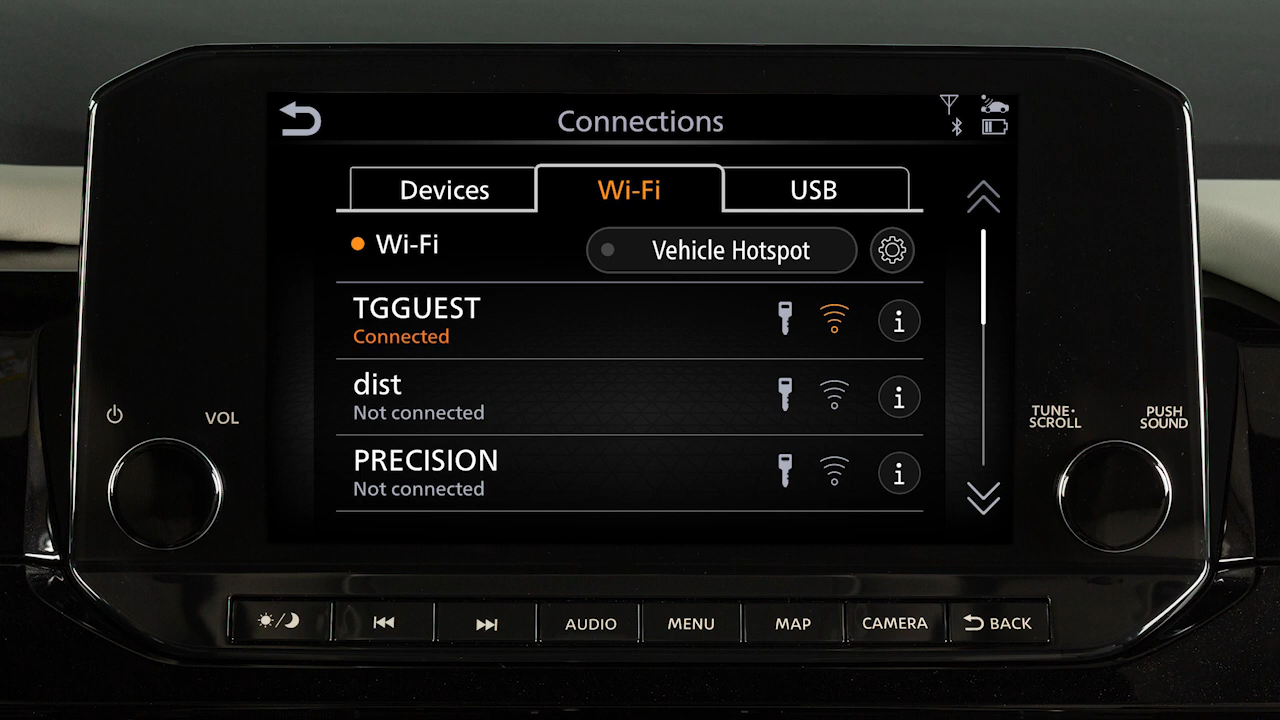 Connections
Devices
Wi-Fi
USB
Wi-Fi
Vehicle Hotspot
TGGUEST
Connected
i
dist
Not connected
i
PRECISION
Not connected
i
VOL
TUNE•
SCROLL
PUSH
SOUND
AUDIO
MENU
MAP
CAMERA
BACK